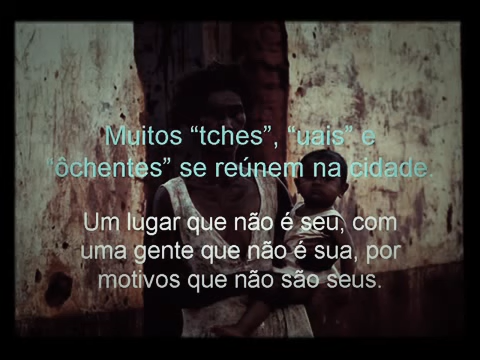 Muitos “tches”, “uais” e
“ôchentes” se reúnem na cidade.
Um lugar que não é seu, com
uma gente que não é sua, por
motivos que não são seus.